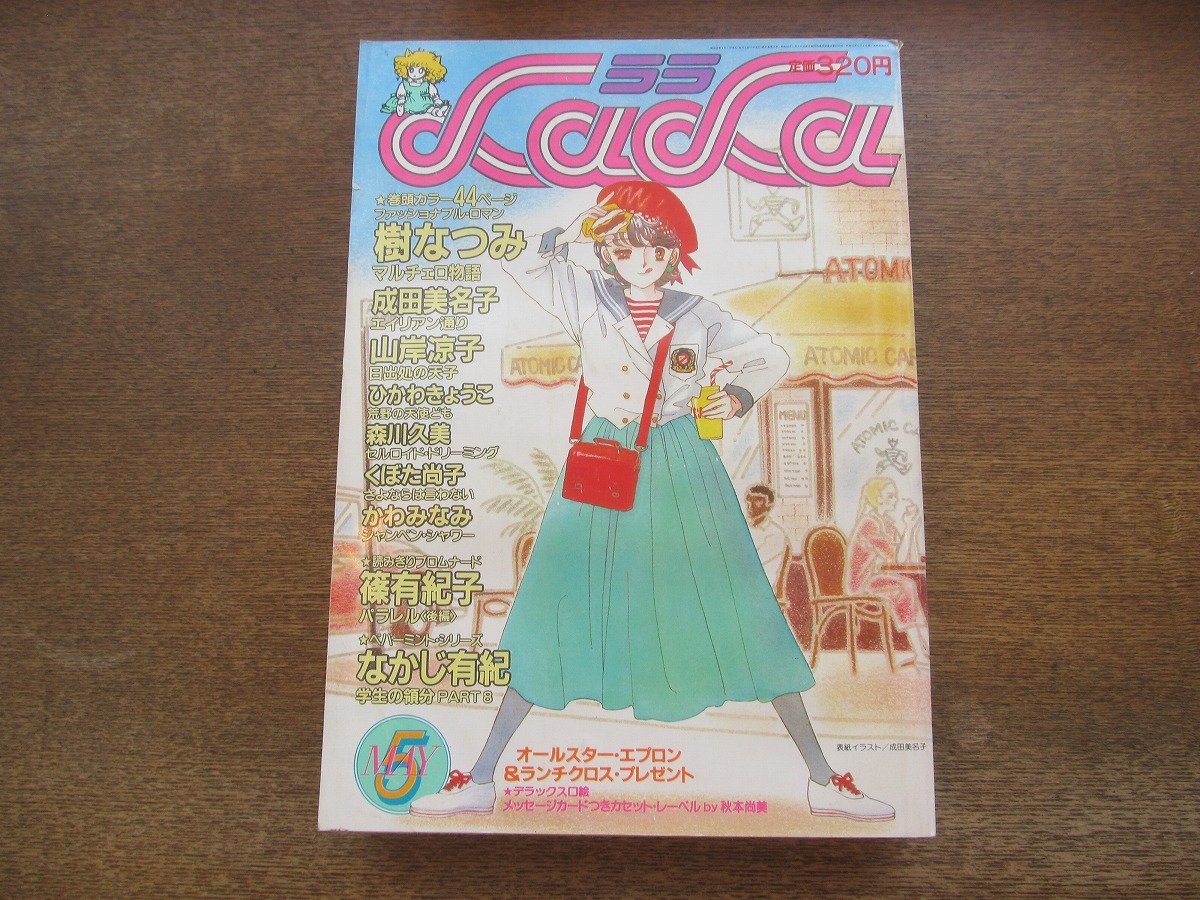 ララ
LaLa
定価320円
★巻頭カラー44ページ
ファッショナブル・ロマン
樹なつみ
マルチェロ物語
成田美名子
エイリアン通り
山岸凉子
日出処の天子
ひかわきょうこ
荒野の天使ども
森川久美
セルロイド・ドリーミング
くぼた尚子
さよならは言わない
かわみなみ
シャンペン・シャワー
★読みきりプロムナード
篠有紀子
パラレル〈後編〉
★ペパーミント・シリーズ
なかじ有紀
学生の領分 PART 8
5
MAY
ATOMIC
ATOMIC CA
ATOMIC CAF
MENU
ATOMIC CA
表紙イラスト/成田美名子
オールスター・エプロン
&ランチクロス・プレゼント
★デラックス口絵
メッセージカードつきカセット・レーベル by 秋本尚美